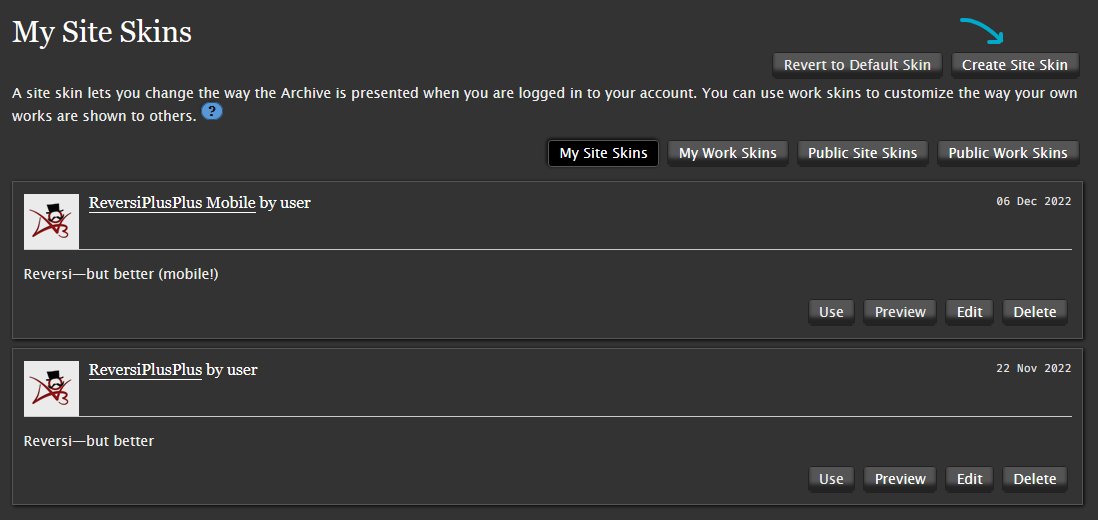 My Site Skins
Revert to Default Skin Create Site Skin
A site skin lets you change the way the Archive is presented when you are logged in to your account. You can use work skins to customize the way your own
works are shown to others. ?
My Site Skins My Work Skins Public Site Skins Public Work Skins
ReversiPlusPlus Mobile by user 06 Dec 2022
Reversi—but better (mobile!)
Use Preview Edit Delete
ReversiPlusPlus by user 22 Nov 2022
Reversi—but better
Use Preview Edit Delete